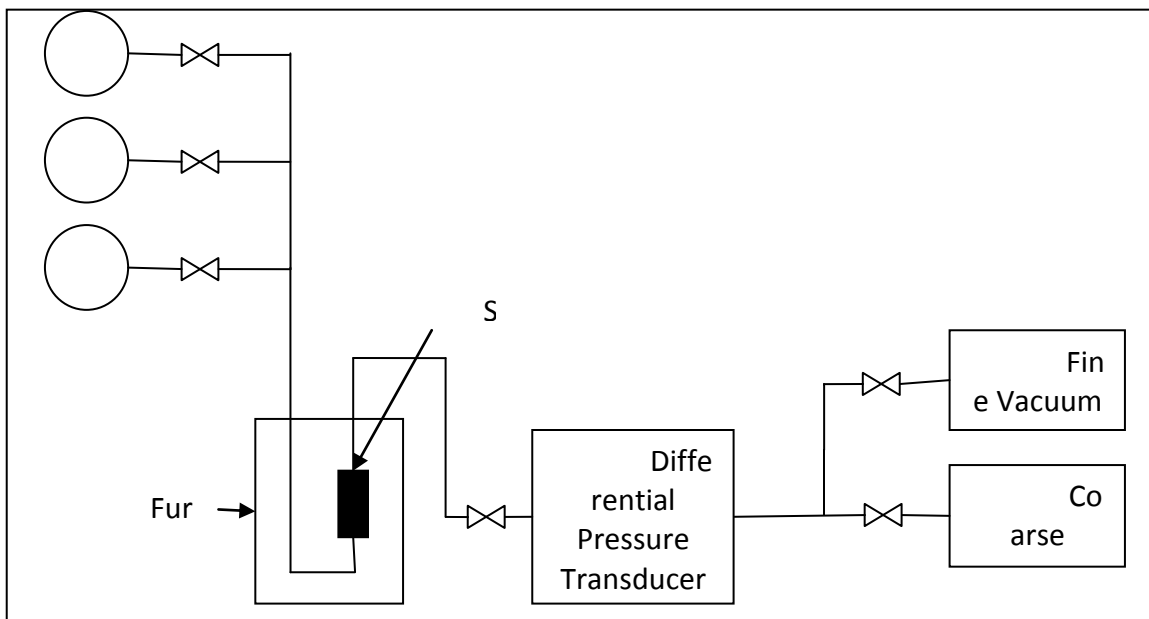 S
Fin
e Vacuum
Diffe
rential
Pressure
Transducer
Fur
Co
arse